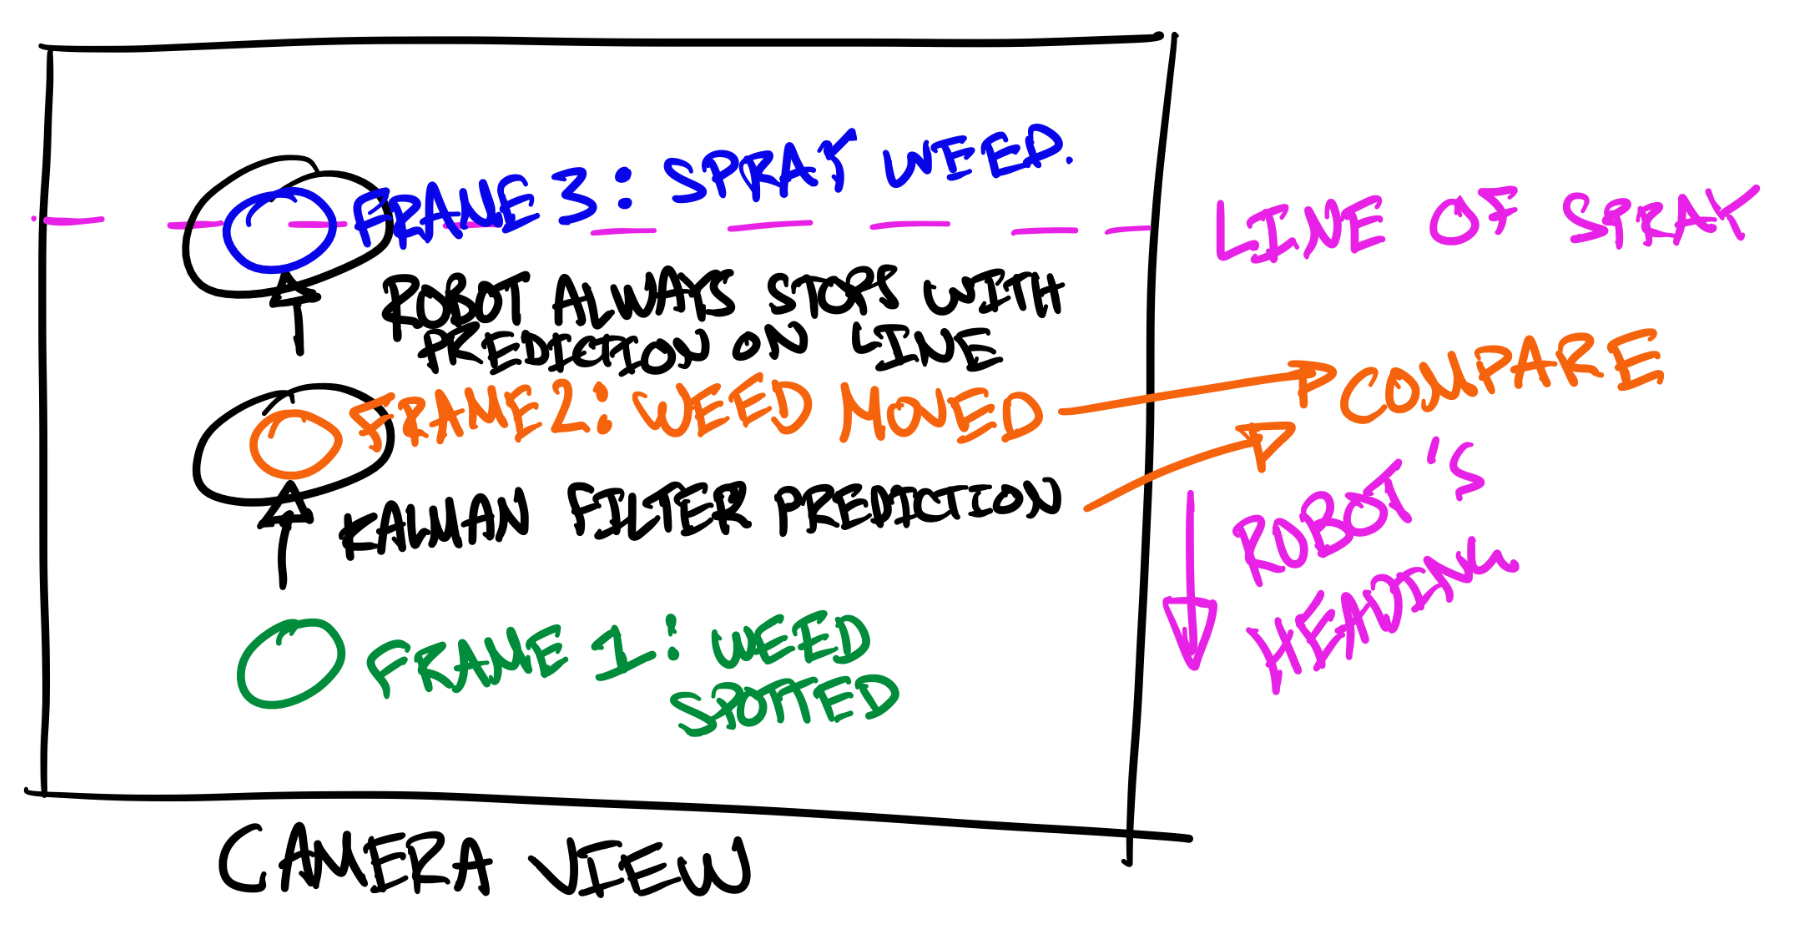 FRAME 3: SPRAY WEED.
LINE OF SPRAY
ROBOT ALWAYS STOPS WITH
PREDICTION ON LINE
FRAME 2: WEED MOVED
COMPARE
KALMAN FILTER PREDICTION
ROBOT'S
HEADING
FRAME 1: WEED
SPOTTED
CAMERA VIEW